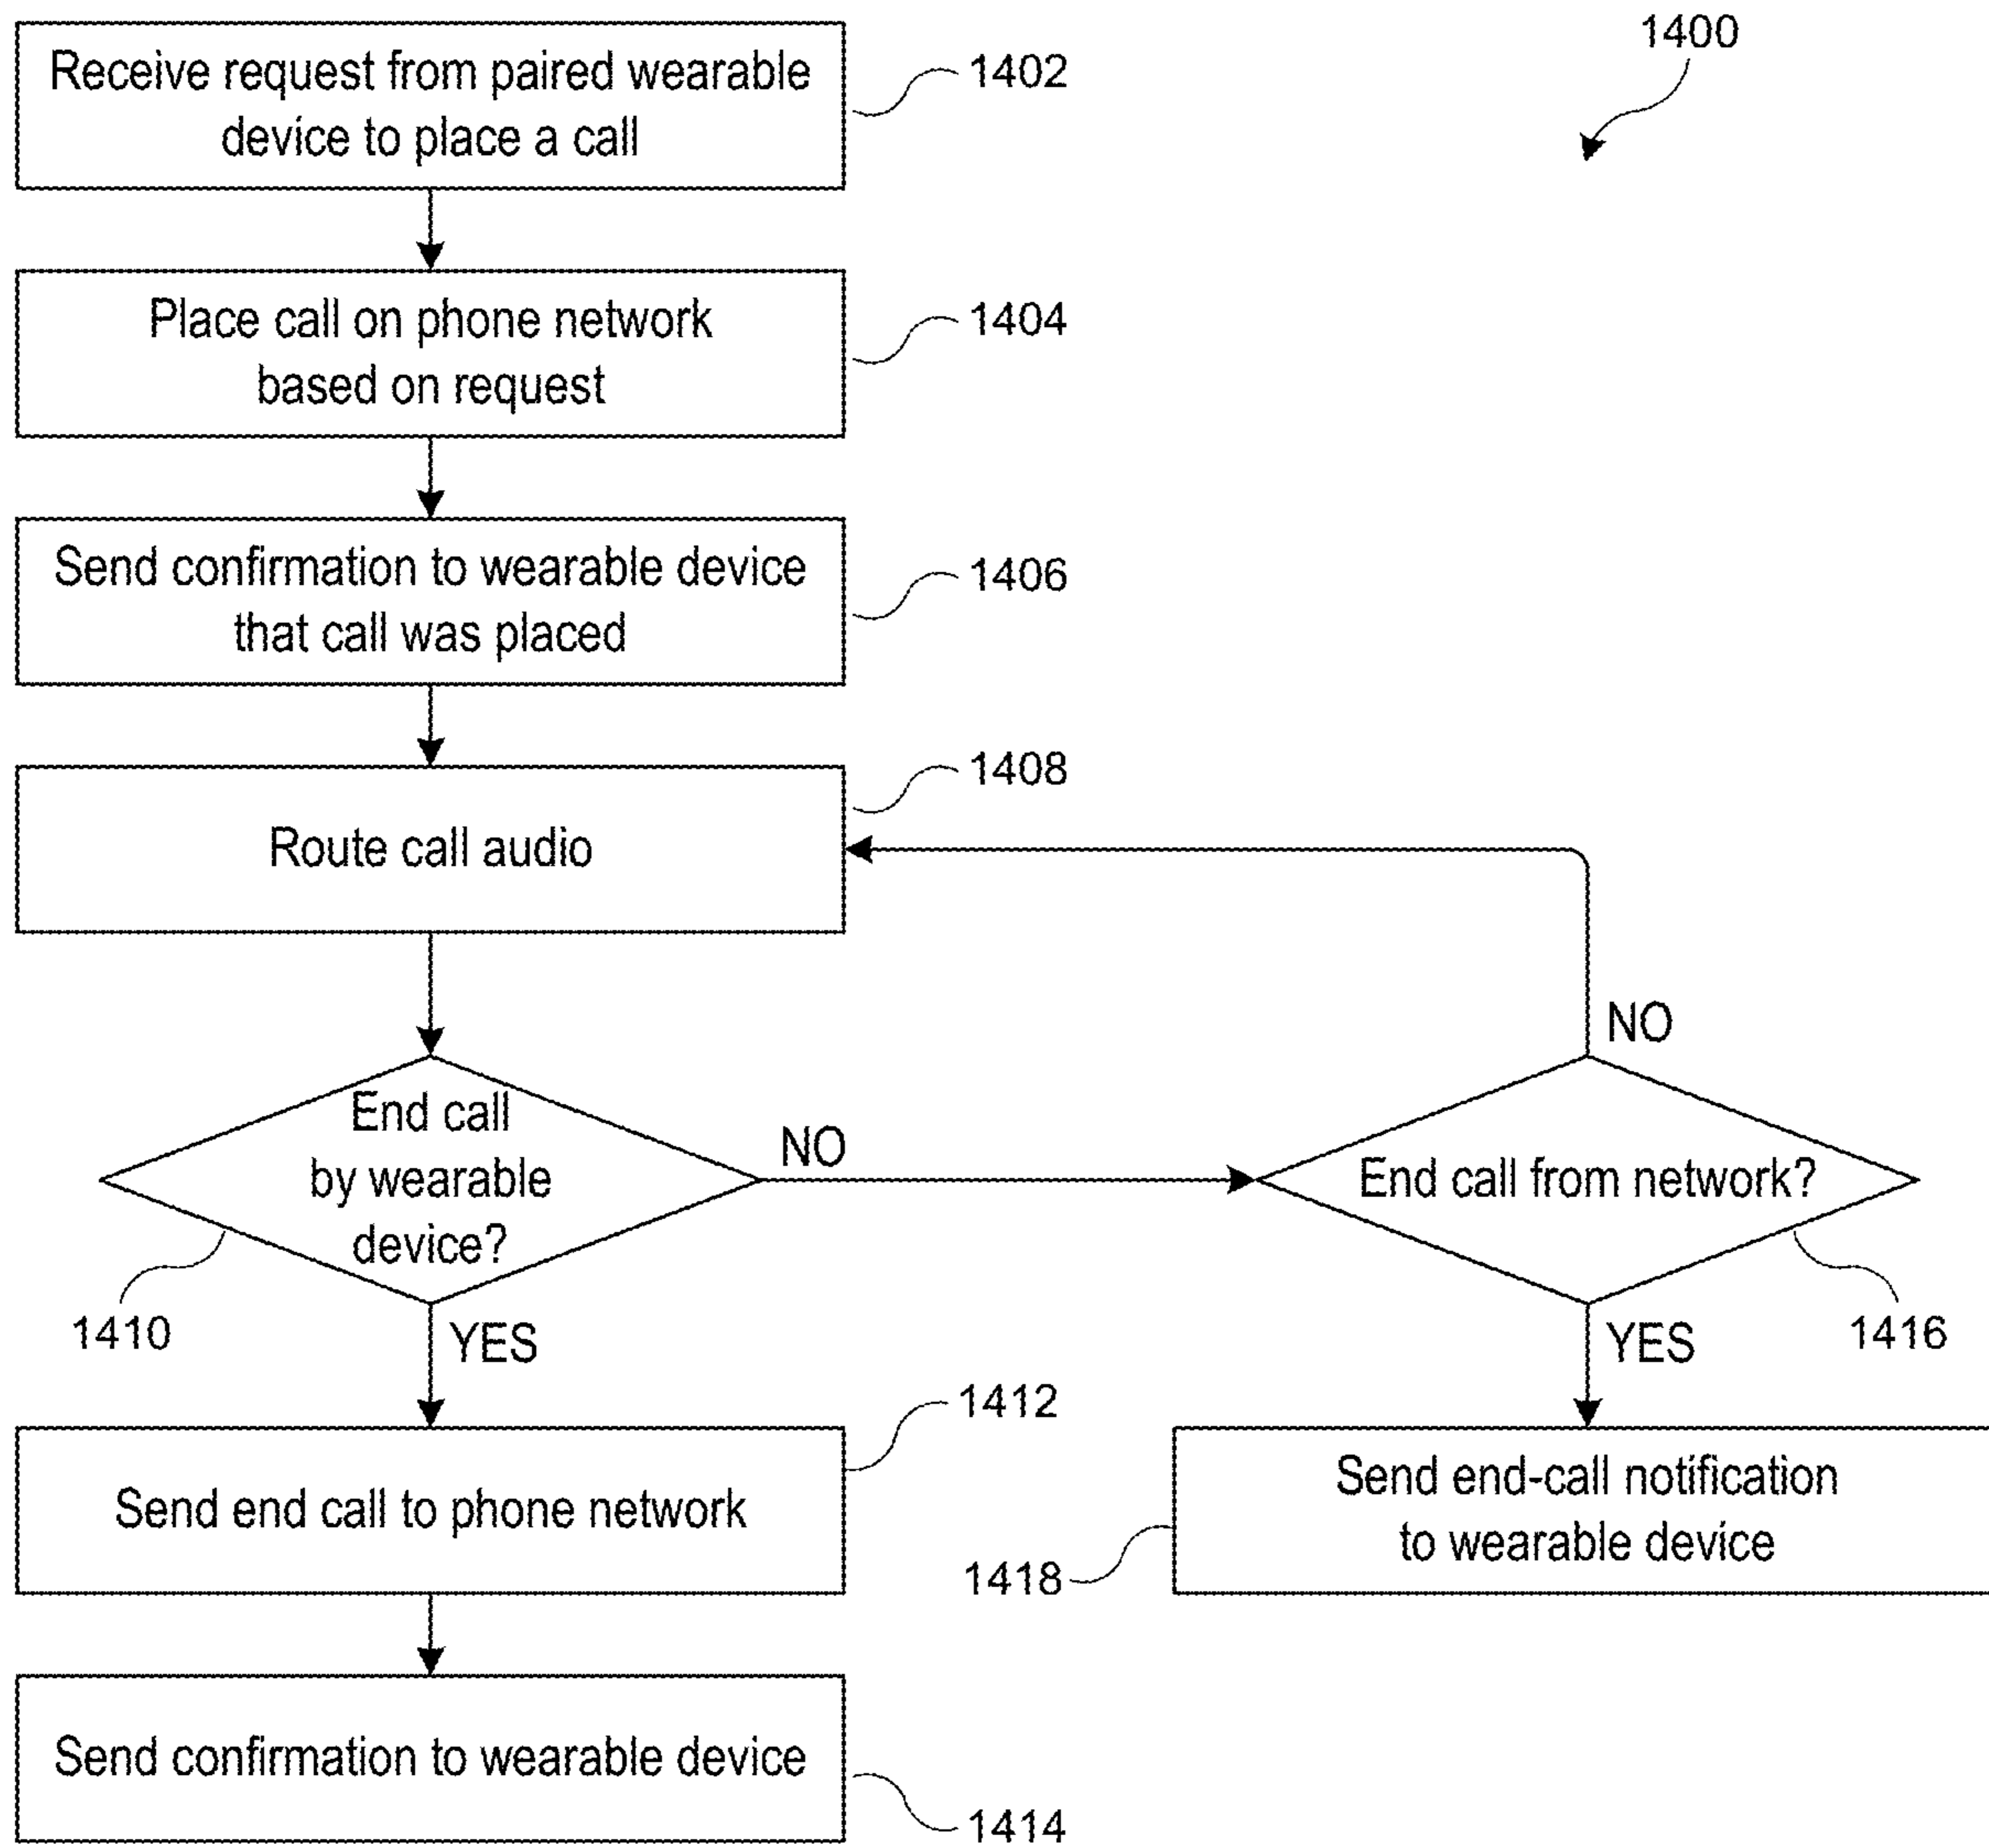 1400
Receive request from paired wearable
device to place a call
1402
Place call on phone network
based on request
1404
Send confirmation to wearable device
that call was placed
1406
Route call audio
1408
End call
by wearable
device?
1410
NO
YES
End call from network?
1416
NO
YES
Send end call to phone network
1412
Send end-call notification
to wearable device
1418
Send confirmation to wearable device
1414